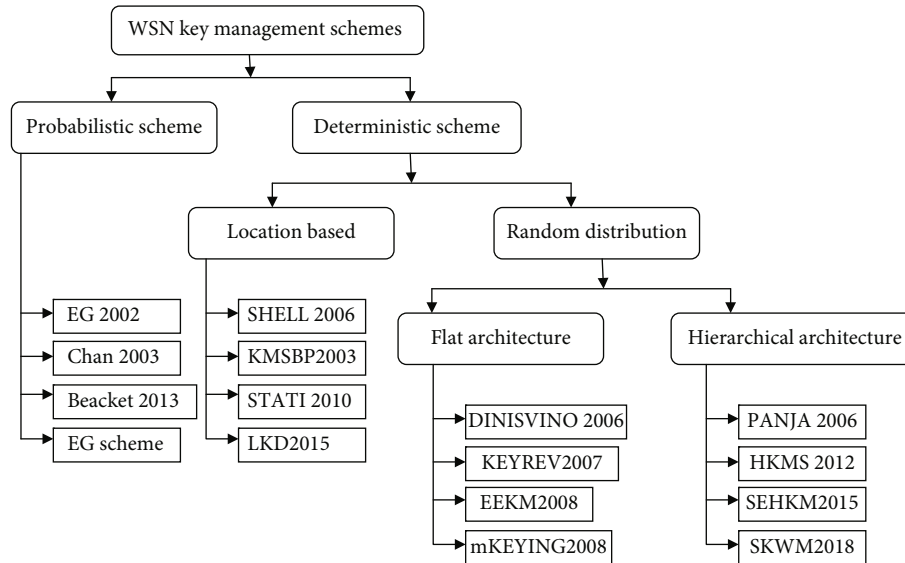 WSN key management schemes
Probabilistic scheme
Deterministic scheme
Location based
Random distribution
EG 2002
Chan 2003
Beacket 2013
EG scheme
SHELL 2006
KMSBP2003
STATI 2010
LKD2015
Flat architecture
Hierarchical architecture
DINISVINO 2006
KEYREV2007
EEKM2008
mKEYING2008
PANJA 2006
HKMS 2012
SEHKM2015
SKWM2018